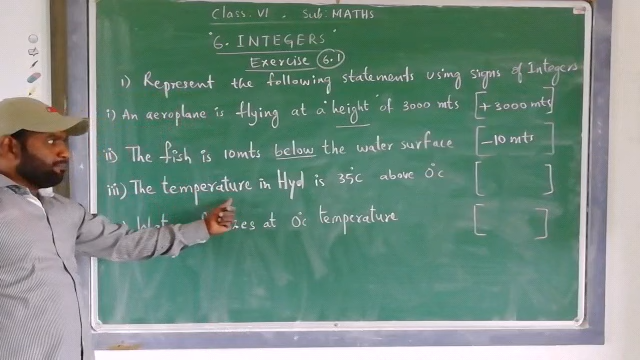 Class: VI . Sub: MATHS
"6. INTEGERS"
Exercise 6.1
1) Represent the following statements using signs of Integers
i) An aeroplane is flying at a 'height' of 3000 mts [+3000 mts]
ii) The fish is 10mts below the water surface [-10 mts]
iii) The temperature in Hyd is 35°C above 0°C [ ]
at 0°C temperature [ ]